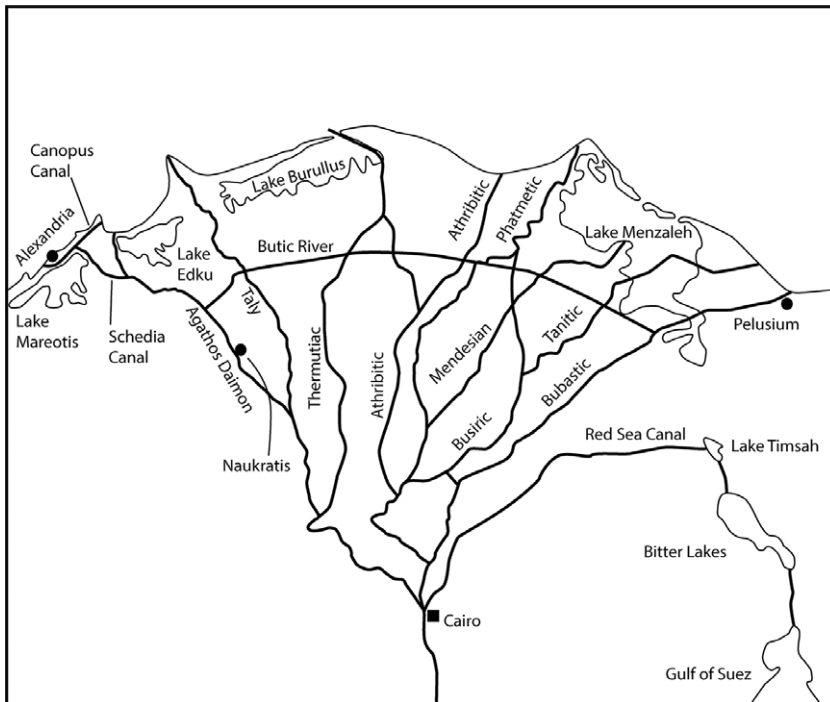 Canopus
Canal
Alexandria
Lake
Mareotis
Schedia
Canal
Lake
Edku
Lake Burullus
Butic River
Taly
Agathos Daimon
Naukratis
Thermutiac
Athribitic
Athribitic
Phatmetic
Mendesian
Busiric
Tanitic
Bubastic
Lake Menzaleh
Pelusium
Red Sea Canal
Lake Timsah
Bitter Lakes
Cairo
Gulf of Suez